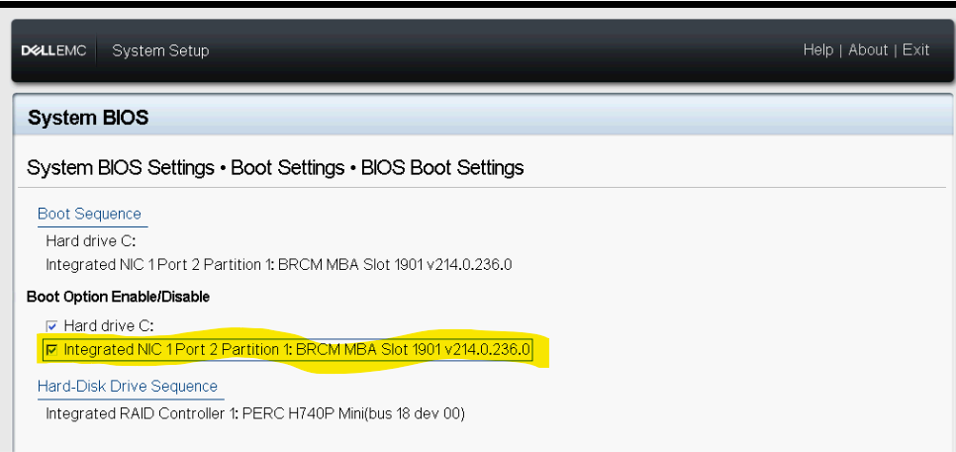 DELLEMC System Setup Help | About | Exit
System BIOS
System BIOS Settings • Boot Settings • BIOS Boot Settings
Boot Sequence
Hard drive C:
Integrated NIC 1 Port 2 Partition 1: BRCM MBA Slot 1901 v214.0.236.0
Boot Option Enable/Disable
Hard drive C:
Integrated NIC 1 Port 2 Partition 1: BRCM MBA Slot 1901 v214.0.236.0
Hard-Disk Drive Sequence
Integrated RAID Controller 1: PERC H740P Mini(bus 18 dev 00)